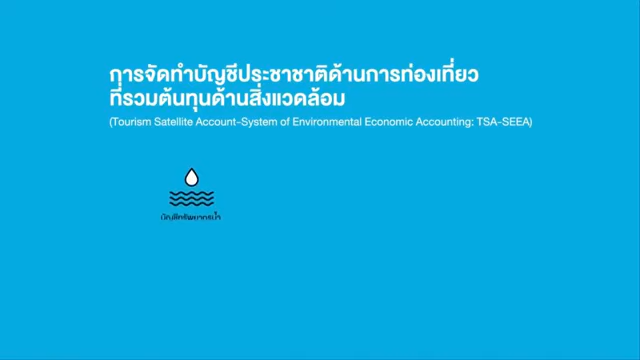 การจัดทำบัญชีประชาชาติด้านการท่องเที่ยว
ที่รวมต้นทุนด้านสิ่งแวดล้อม
(Tourism Satellite Account-System of Environmental Economic Accounting: TSA-SEEA)
บัญชีทรัพยากรน้ำ